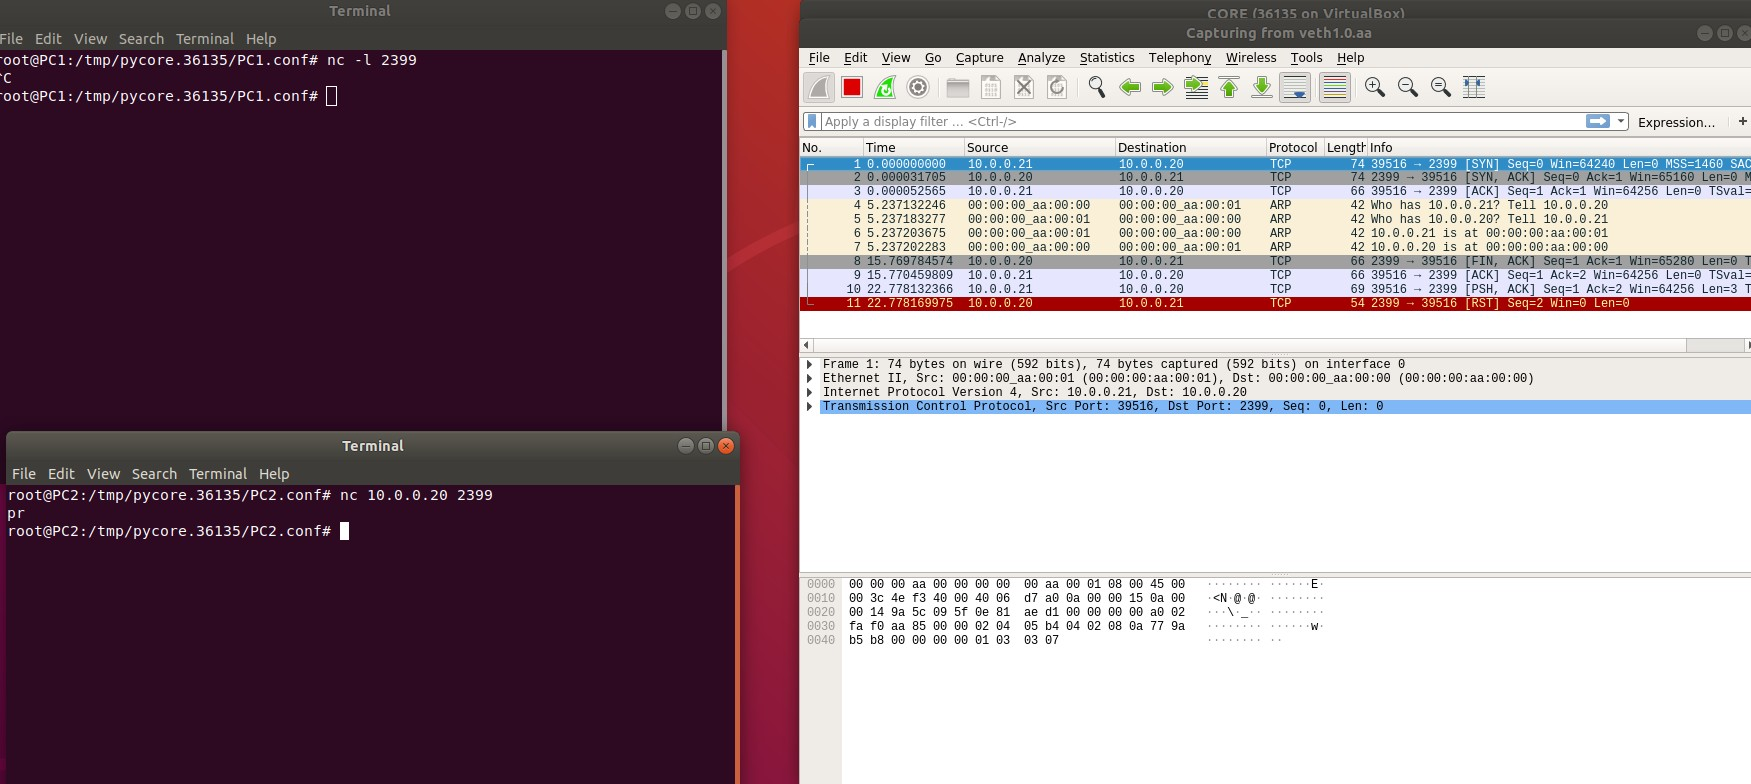 Terminal
File Edit View Search Terminal Help
root@PC1:/tmp/pycore.36135/PC1.conf# nc -l 2399
^C
root@PC1:/tmp/pycore.36135/PC1.conf#
Terminal
File Edit View Search Terminal Help
root@PC2:/tmp/pycore.36135/PC2.conf# nc 10.0.0.20 2399
pr
root@PC2:/tmp/pycore.36135/PC2.conf#
CORE (36135 on VirtualBox)
Capturing from veth1.0.aa
File Edit View Go Capture Analyze Statistics Telephony Wireless Tools Help
Apply a display filter ... <Ctrl-/> Expression... +
No. Time Source Destination Protocol Length Info
1 0.000000000 10.0.0.21 10.0.0.20 TCP 74 39516 → 2399 [SYN] Seq=0 Win=64240 Len=0 MSS=1460 SAC
2 0.000031705 10.0.0.20 10.0.0.21 TCP 74 2399 → 39516 [SYN, ACK] Seq=0 Ack=1 Win=65160 Len=0 M
3 0.000052565 10.0.0.21 10.0.0.20 TCP 66 39516 → 2399 [ACK] Seq=1 Ack=1 Win=64256 Len=0 TSval=
4 5.237132246 00:00:00_aa:00:00 00:00:00_aa:00:01 ARP 42 Who has 10.0.0.21? Tell 10.0.0.20
5 5.237183277 00:00:00_aa:00:01 00:00:00_aa:00:00 ARP 42 Who has 10.0.0.20? Tell 10.0.0.21
6 5.237203675 00:00:00_aa:00:01 00:00:00_aa:00:00 ARP 42 10.0.0.21 is at 00:00:00:aa:00:01
7 5.237202283 00:00:00_aa:00:00 00:00:00_aa:00:01 ARP 42 10.0.0.20 is at 00:00:00:aa:00:00
8 15.769784574 10.0.0.20 10.0.0.21 TCP 66 2399 → 39516 [FIN, ACK] Seq=1 Ack=1 Win=65280 Len=0 T
9 15.770459809 10.0.0.21 10.0.0.20 TCP 66 39516 → 2399 [ACK] Seq=1 Ack=2 Win=64256 Len=0 TSval=
10 22.778132366 10.0.0.21 10.0.0.20 TCP 69 39516 → 2399 [PSH, ACK] Seq=1 Ack=2 Win=64256 Len=3 T
11 22.778169975 10.0.0.20 10.0.0.21 TCP 54 2399 → 39516 [RST] Seq=2 Win=0 Len=0
Frame 1: 74 bytes on wire (592 bits), 74 bytes captured (592 bits) on interface 0
Ethernet II, Src: 00:00:00_aa:00:01 (00:00:00:aa:00:01), Dst: 00:00:00_aa:00:00 (00:00:00:aa:00:00)
Internet Protocol Version 4, Src: 10.0.0.21, Dst: 10.0.0.20
Transmission Control Protocol, Src Port: 39516, Dst Port: 2399, Seq: 0, Len: 0
0000 00 00 00 aa 00 00 00 00 00 aa 00 01 08 00 45 00 ········ ······E·
0010 00 3c 4e f3 40 00 40 06 d7 a0 0a 00 00 15 0a 00 ·<N·@·@· ········
0020 00 14 9a 5c 09 5f 0e 81 ae d1 00 00 00 00 a0 02 ···\·_·· ········
0030 fa f0 aa 85 00 00 02 04 05 b4 04 02 08 0a 77 9a ········ ······w·
0040 b5 b8 00 00 00 00 01 03 03 07 ········ ··